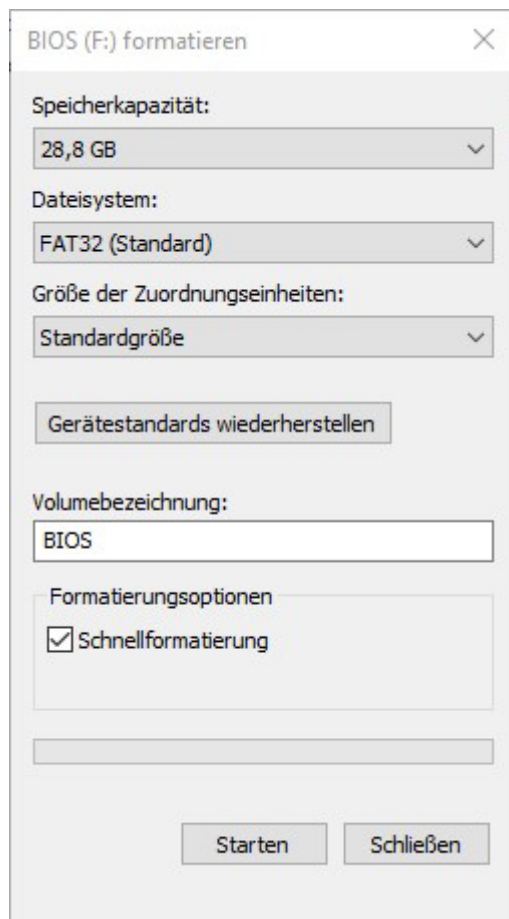 BIOS (F:) formatieren
Speicherkapazität:
28,8 GB
Dateisystem:
FAT32 (Standard)
Größe der Zuordnungseinheiten:
Standardgröße
Gerätestandards wiederherstellen
Volumebezeichnung:
BIOS
Formatierungsoptionen
Schnellformatierung
Starten
Schließen